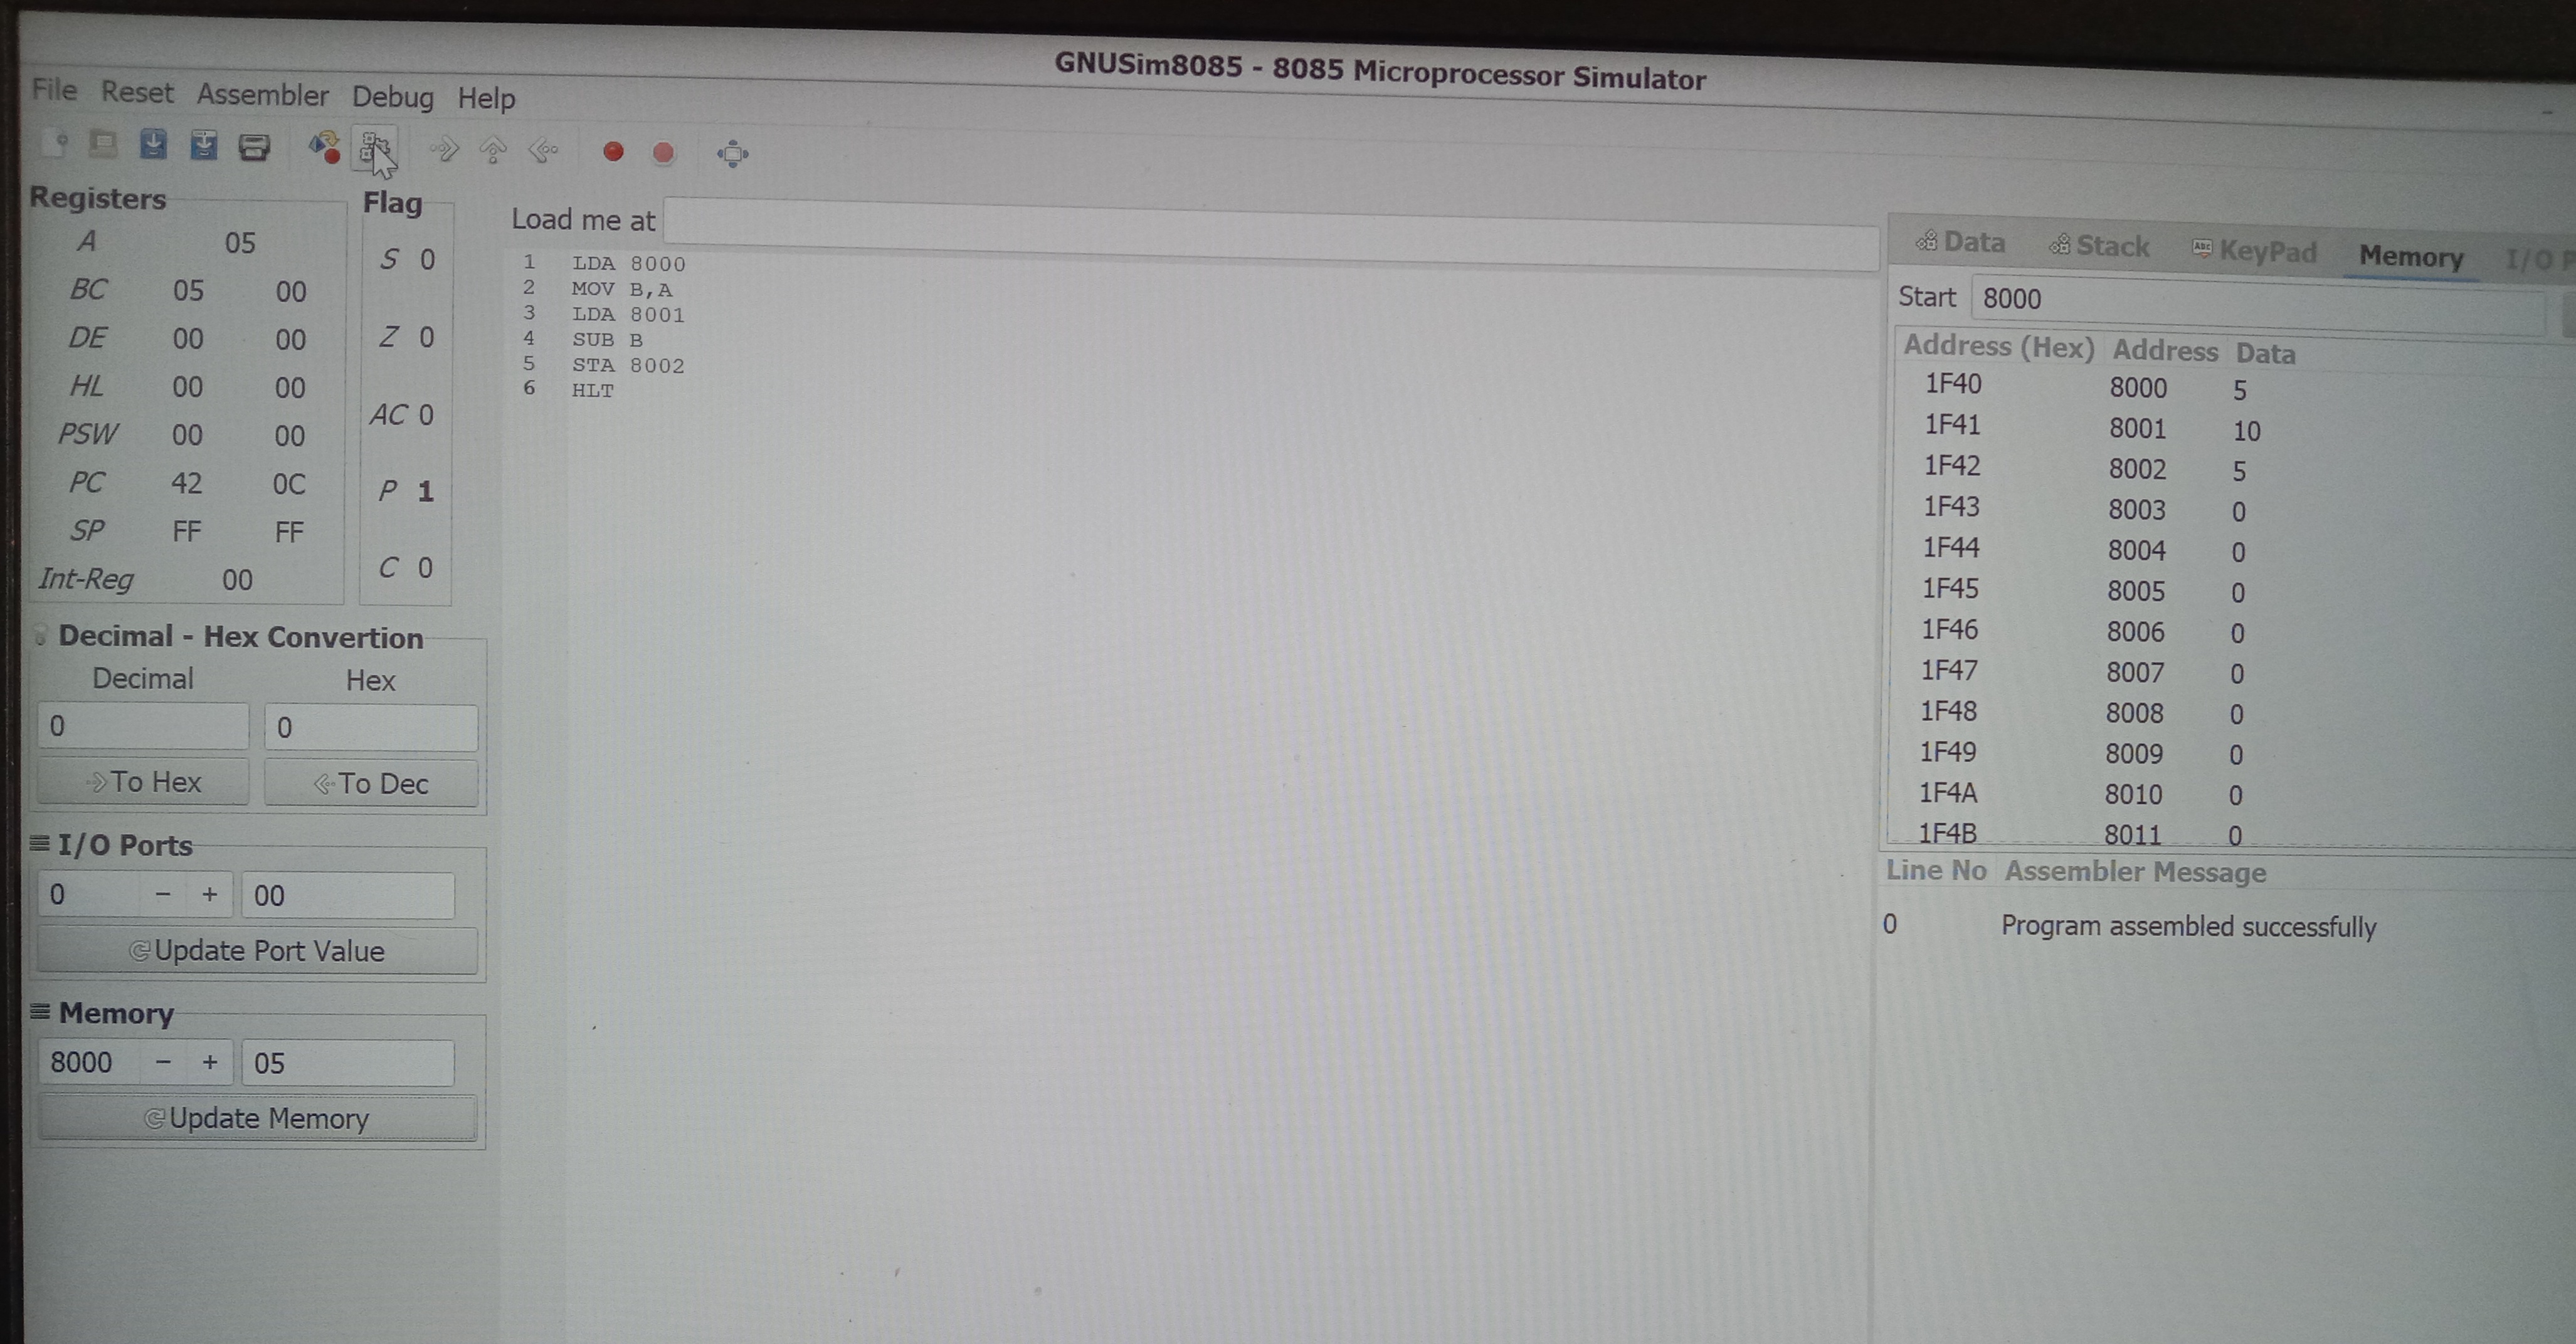 GNUSim8085 - 8085 Microprocessor Simulator
File Reset Assembler Debug Help
Registers
A 05
BC 05 00
DE 00 00
HL 00 00
PSW 00 00
PC 42 0C
SP FF FF
Int-Reg 00
Flag
S 0
Z 0
AC 0
P 1
C 0
Decimal - Hex Convertion
Decimal Hex
0 0
To Hex To Dec
I/O Ports
0 − + 00
Update Port Value
Memory
8000 − + 05
Update Memory
Load me at
1 LDA 8000
2 MOV B,A
3 LDA 8001
4 SUB B
5 STA 8002
6 HLT
Data Stack KeyPad Memory I/O P
Start 8000
Address (Hex) Address Data
1F40 8000 5
1F41 8001 10
1F42 8002 5
1F43 8003 0
1F44 8004 0
1F45 8005 0
1F46 8006 0
1F47 8007 0
1F48 8008 0
1F49 8009 0
1F4A 8010 0
1F4B 8011 0
Line No Assembler Message
0 Program assembled successfully